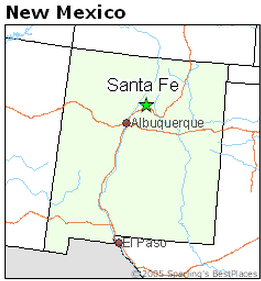 New Mexico
Santa Fe
Albuquerque
El Paso
©2005 Sperling's BestPlaces